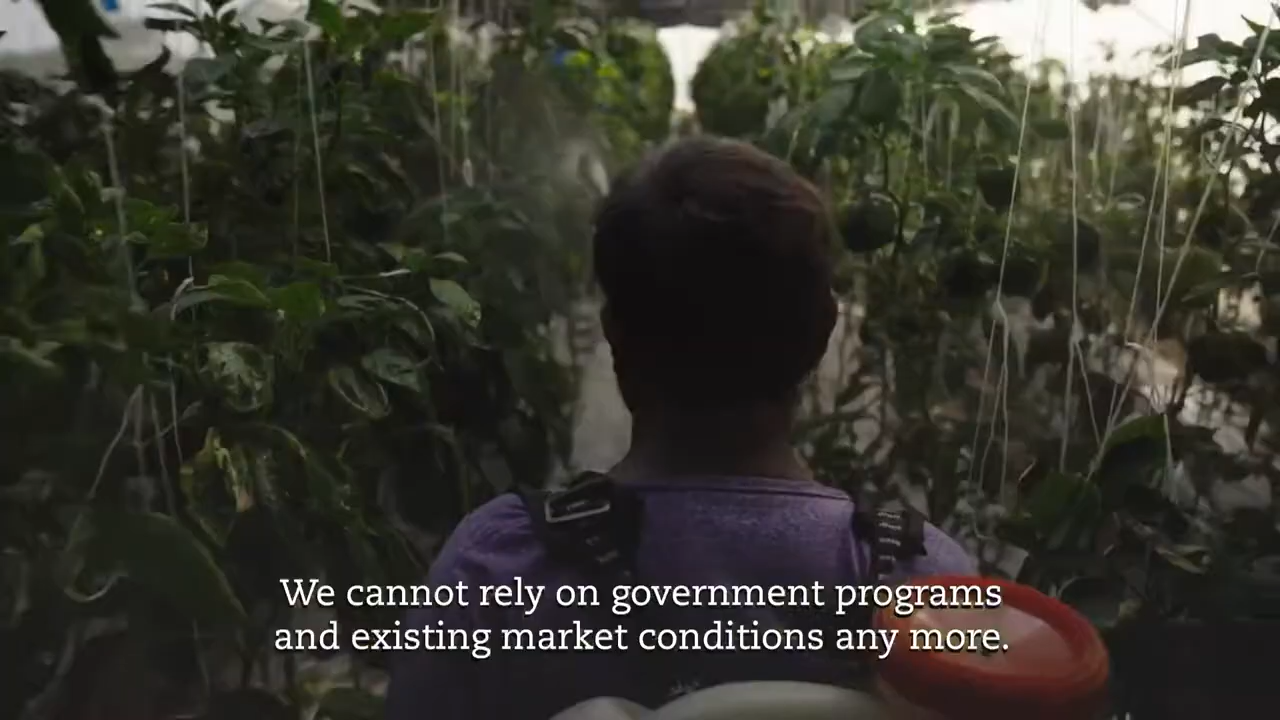 We cannot rely on government programs
and existing market conditions any more.